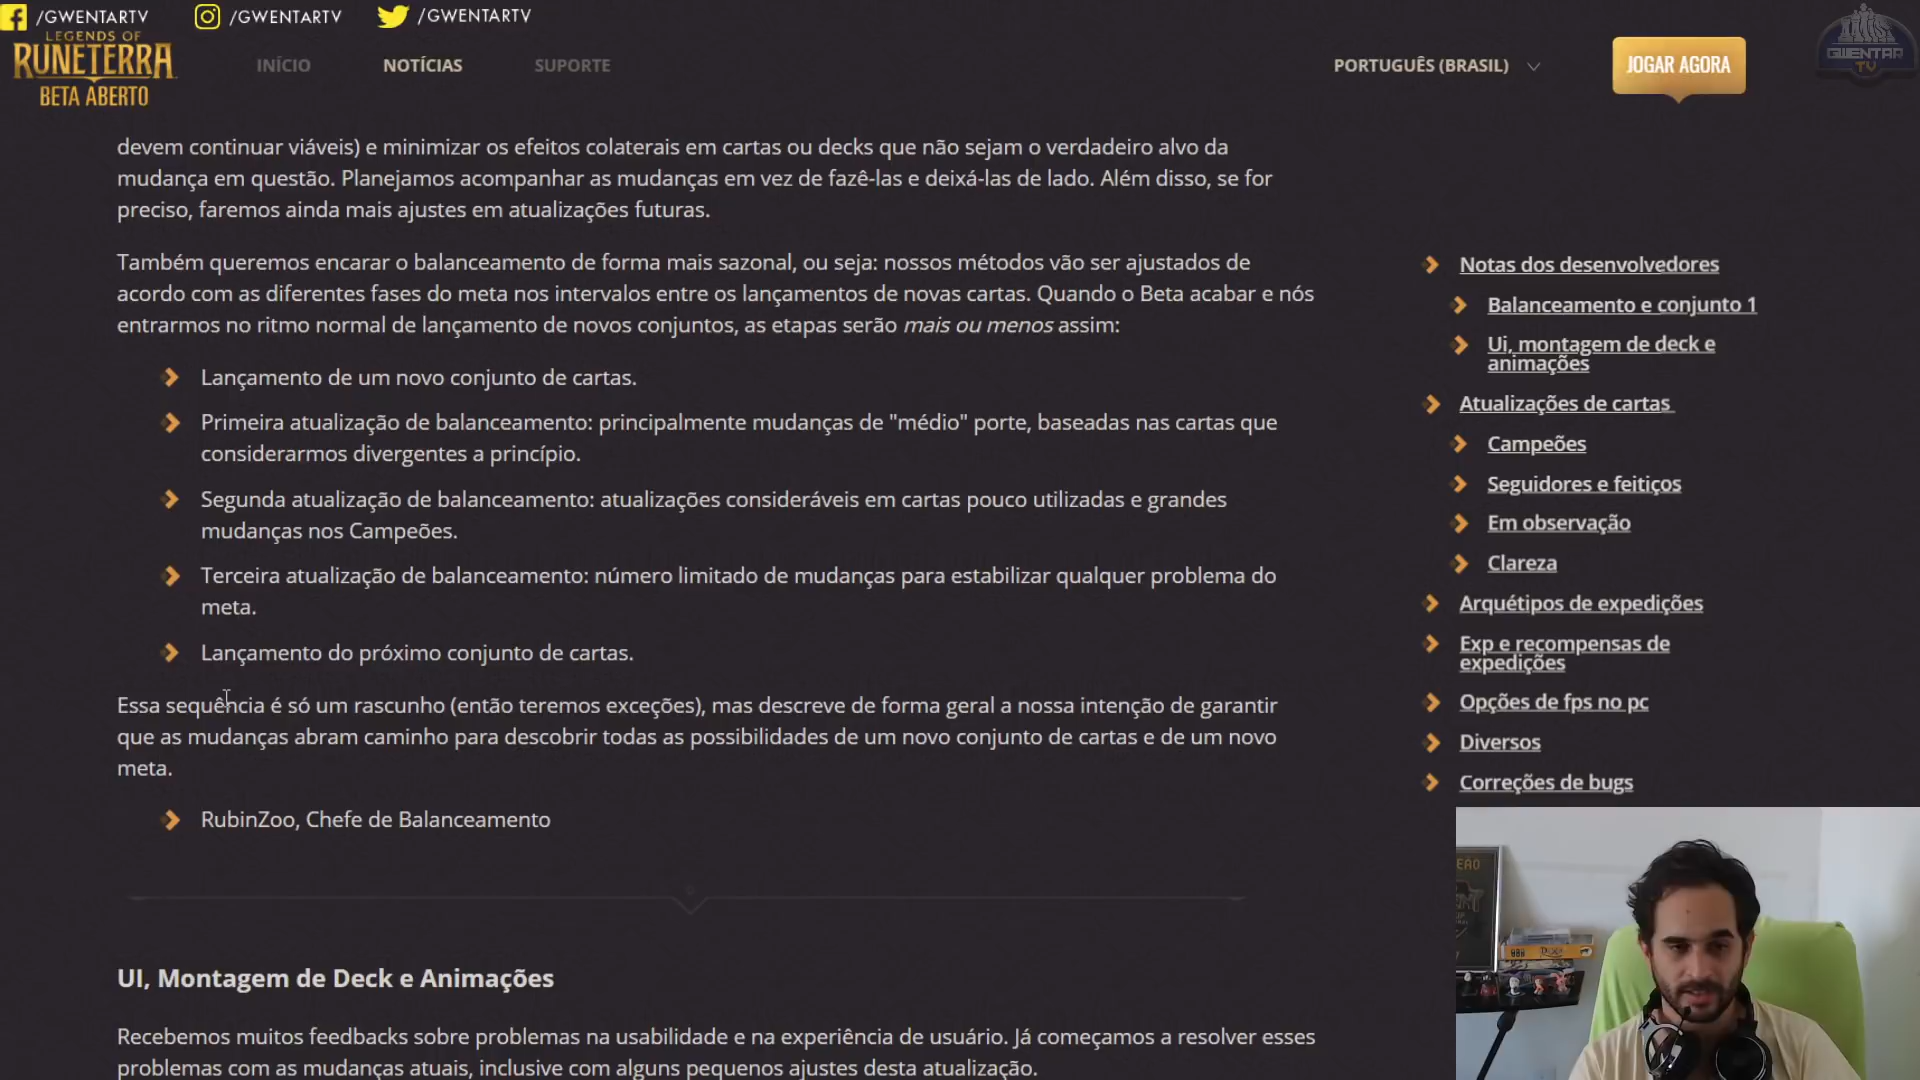 /GWENTARTV /GWENTARTV /GWENTARTV
LEGENDS OF
RUNETERRA
BETA ABERTO
INÍCIO NOTÍCIAS SUPORTE
PORTUGUÊS (BRASIL)
JOGAR AGORA
GWENTAR
TV
devem continuar viáveis) e minimizar os efeitos colaterais em cartas ou decks que não sejam o verdadeiro alvo da
mudança em questão. Planejamos acompanhar as mudanças em vez de fazê-las e deixá-las de lado. Além disso, se for
preciso, faremos ainda mais ajustes em atualizações futuras.
Também queremos encarar o balanceamento de forma mais sazonal, ou seja: nossos métodos vão ser ajustados de
acordo com as diferentes fases do meta nos intervalos entre os lançamentos de novas cartas. Quando o Beta acabar e nós
entrarmos no ritmo normal de lançamento de novos conjuntos, as etapas serão mais ou menos assim:
Lançamento de um novo conjunto de cartas.
Primeira atualização de balanceamento: principalmente mudanças de "médio" porte, baseadas nas cartas que
considerarmos divergentes a princípio.
Segunda atualização de balanceamento: atualizações consideráveis em cartas pouco utilizadas e grandes
mudanças nos Campeões.
Terceira atualização de balanceamento: número limitado de mudanças para estabilizar qualquer problema do
meta.
Lançamento do próximo conjunto de cartas.
Essa sequência é só um rascunho (então teremos exceções), mas descreve de forma geral a nossa intenção de garantir
que as mudanças abram caminho para descobrir todas as possibilidades de um novo conjunto de cartas e de um novo
meta.
RubinZoo, Chefe de Balanceamento
UI, Montagem de Deck e Animações
Recebemos muitos feedbacks sobre problemas na usabilidade e na experiência de usuário. Já começamos a resolver esses
problemas com as mudanças atuais, inclusive com alguns pequenos ajustes desta atualização.
Notas dos desenvolvedores
Balanceamento e conjunto 1
Ui, montagem de deck e
animações
Atualizações de cartas
Campeões
Seguidores e feitiços
Em observação
Clareza
Arquétipos de expedições
Exp e recompensas de
expedições
Opções de fps no pc
Diversos
Correções de bugs